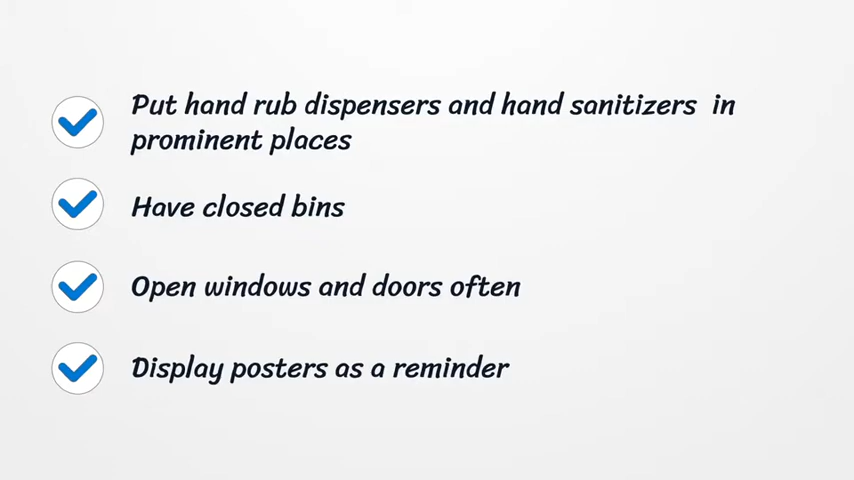 Put hand rub dispensers and hand sanitizers in
prominent places
Have closed bins
Open windows and doors often
Display posters as a reminder